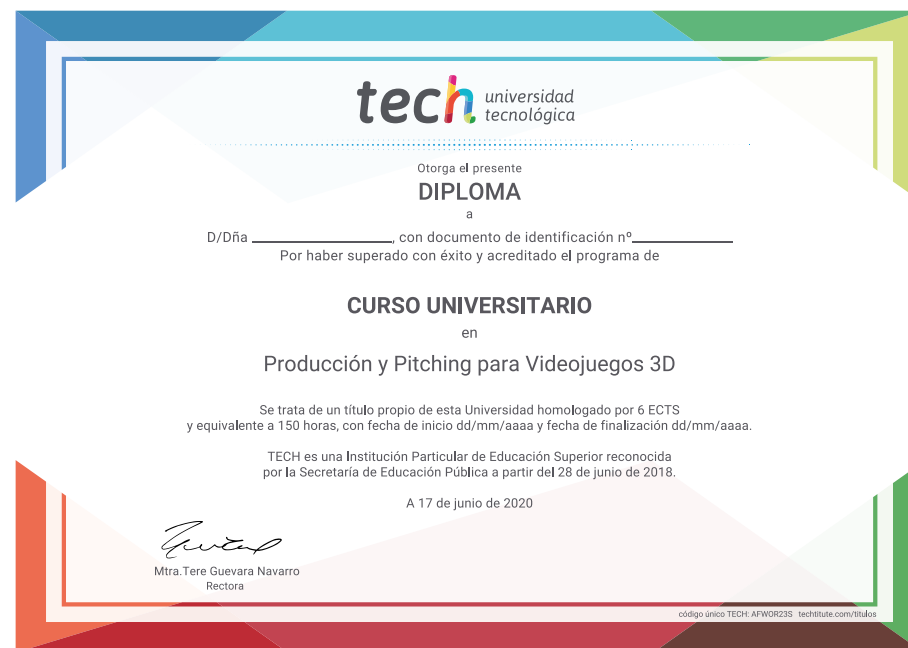 tech universidad
tecnológica
Otorga el presente
DIPLOMA
a
D/Dña ____________________, con documento de identificación nº______________
Por haber superado con éxito y acreditado el programa de
CURSO UNIVERSITARIO
en
Producción y Pitching para Videojuegos 3D
Se trata de un título propio de esta Universidad homologado por 6 ECTS
y equivalente a 150 horas, con fecha de inicio dd/mm/aaaa y fecha de finalización dd/mm/aaaa.
TECH es una Institución Particular de Educación Superior reconocida
por la Secretaría de Educación Pública a partir del 28 de junio de 2018.
A 17 de junio de 2020
Mtra.Tere Guevara Navarro
Rectora
código único TECH: AFWOR23S techtitute.com/titulos